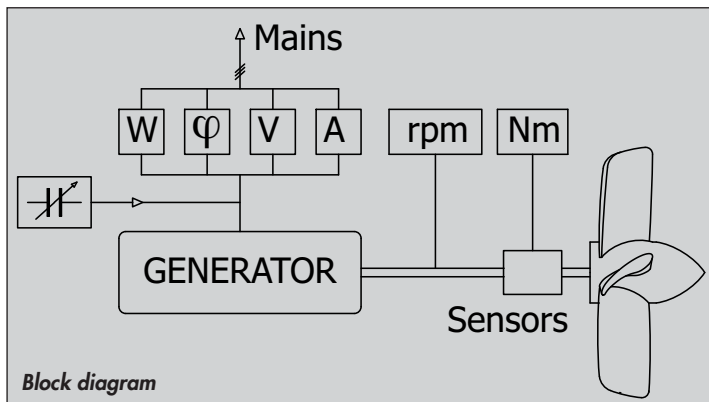 Mains
W φ V A rpm Nm
GENERATOR
Sensors
Block diagram